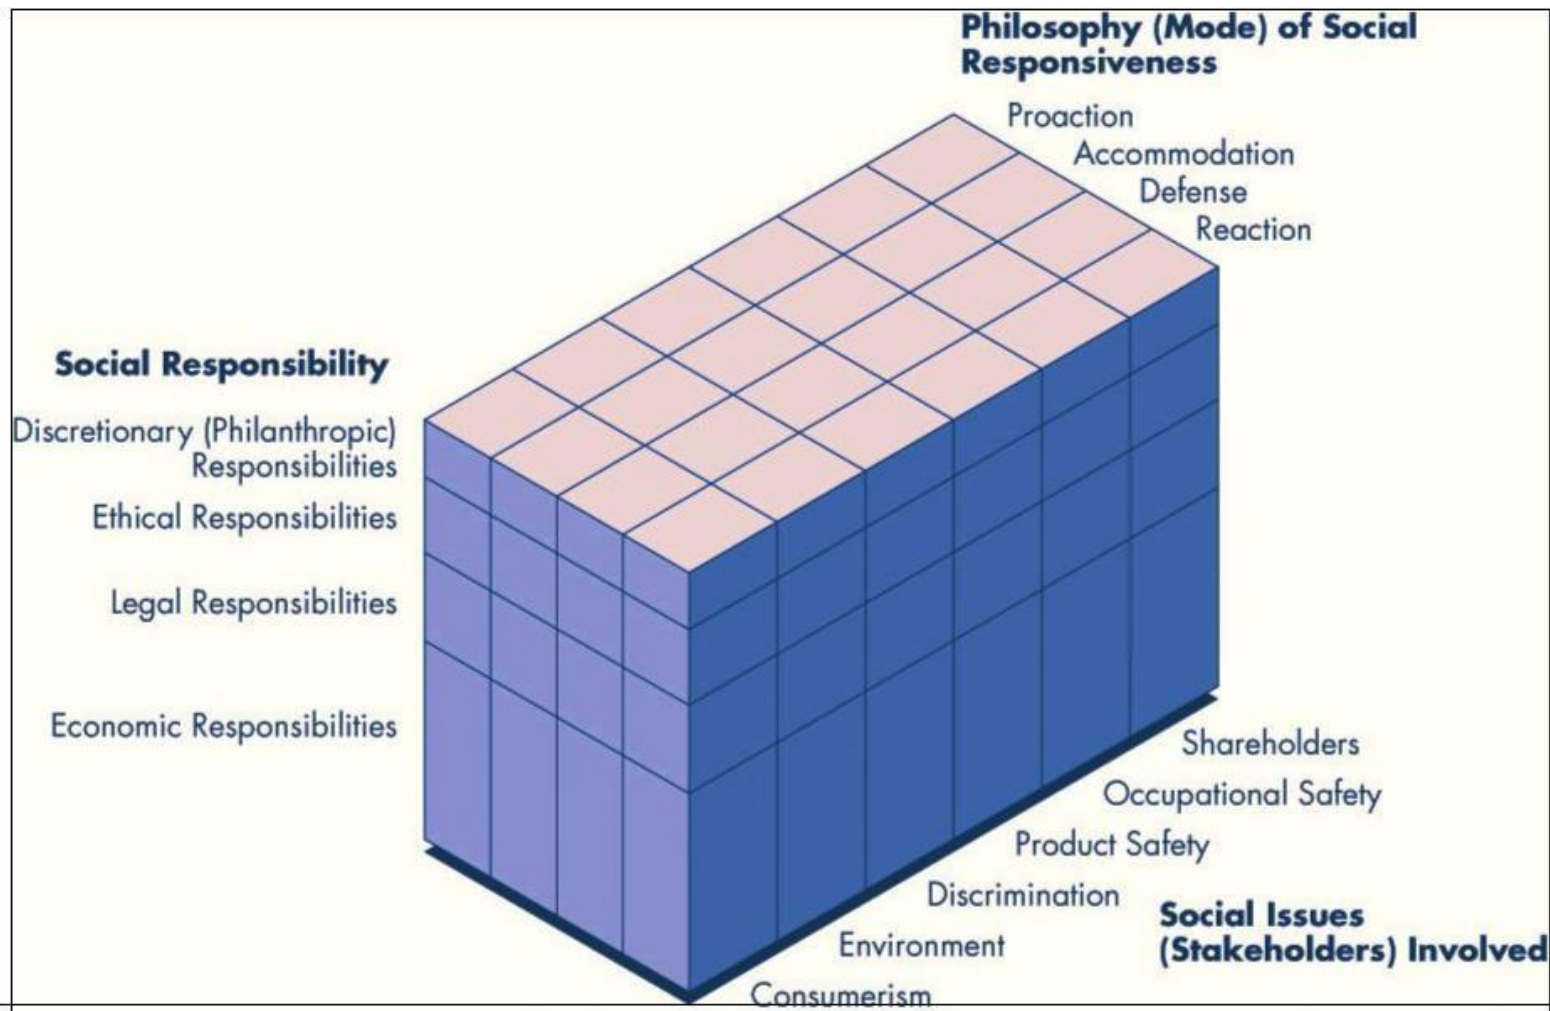 Philosophy (Mode) of Social
Responsiveness
Proaction
Accommodation
Defense
Reaction
Social Responsibility
Discretionary (Philanthropic)
Responsibilities
Ethical Responsibilities
Legal Responsibilities
Economic Responsibilities
Shareholders
Occupational Safety
Product Safety
Discrimination
Environment
Consumerism
Social Issues
(Stakeholders) Involved